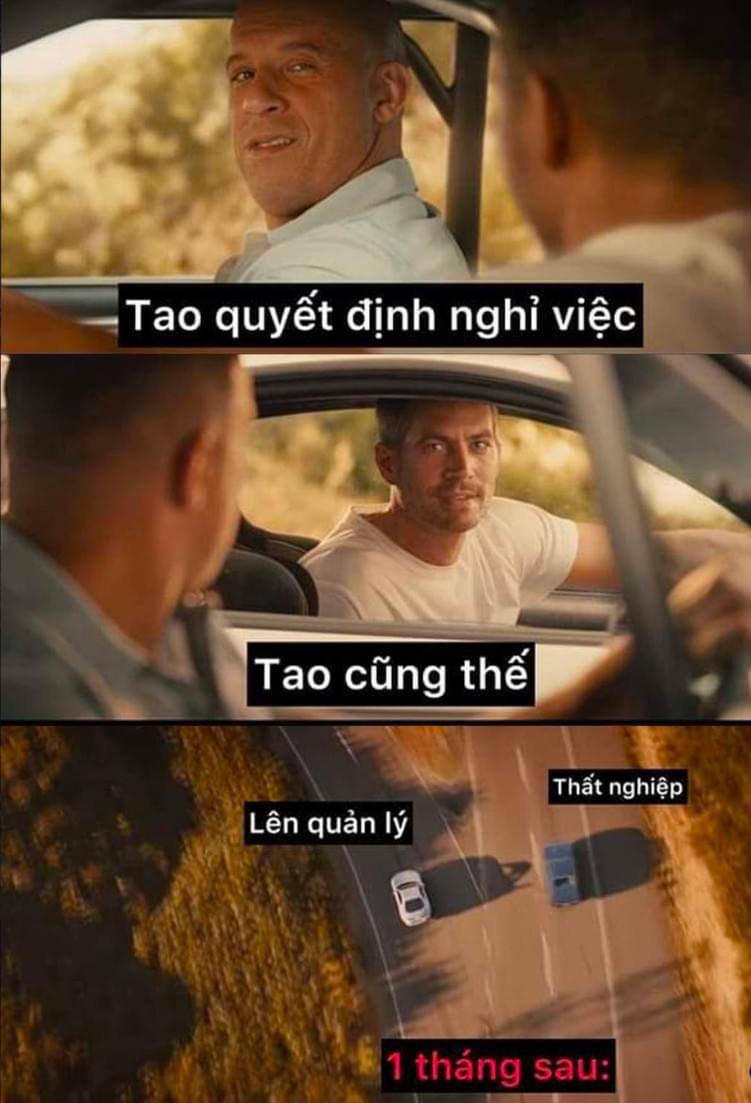 Tao quyết định nghỉ việc
Tao cũng thế
Thất nghiệp
Lên quản lý
1 tháng sau: